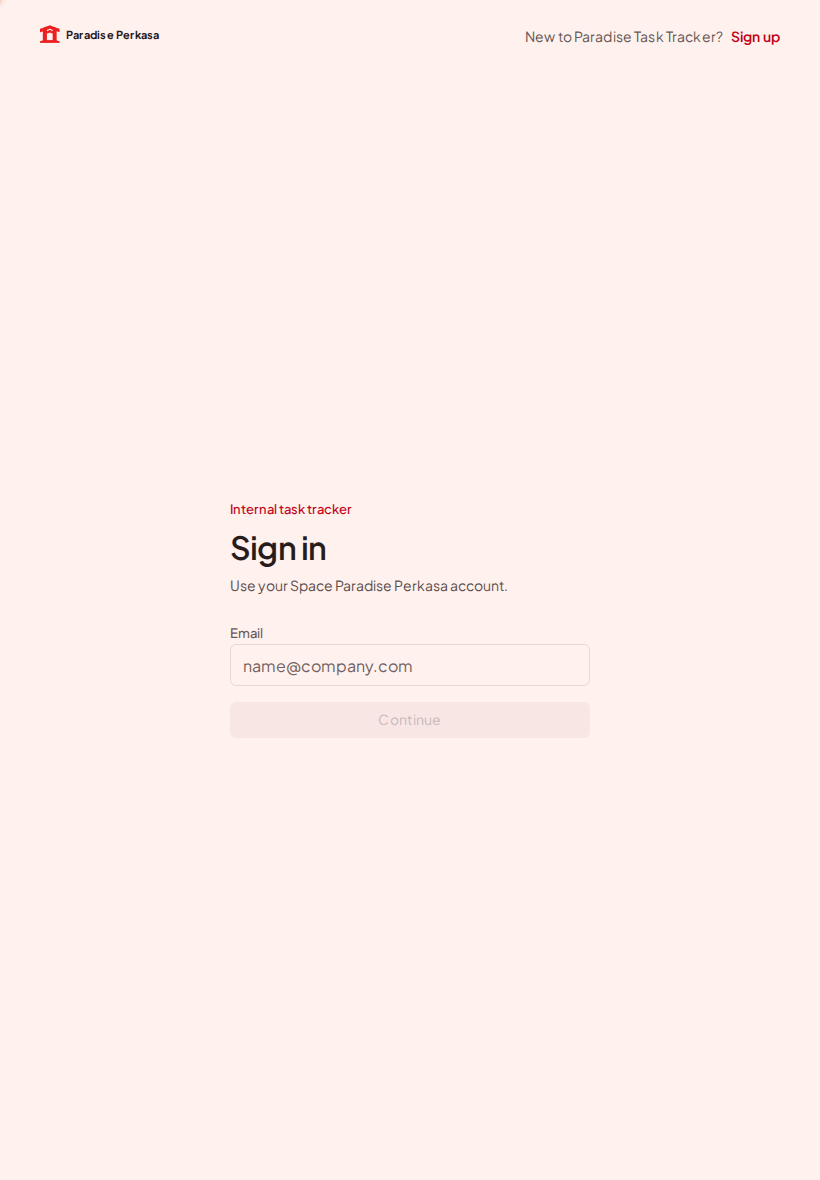 Paradise Perkasa
New to Paradise Task Tracker? Sign up
Internal task tracker
Sign in
Use your Space Paradise Perkasa account.
Email
name@company.com
Continue